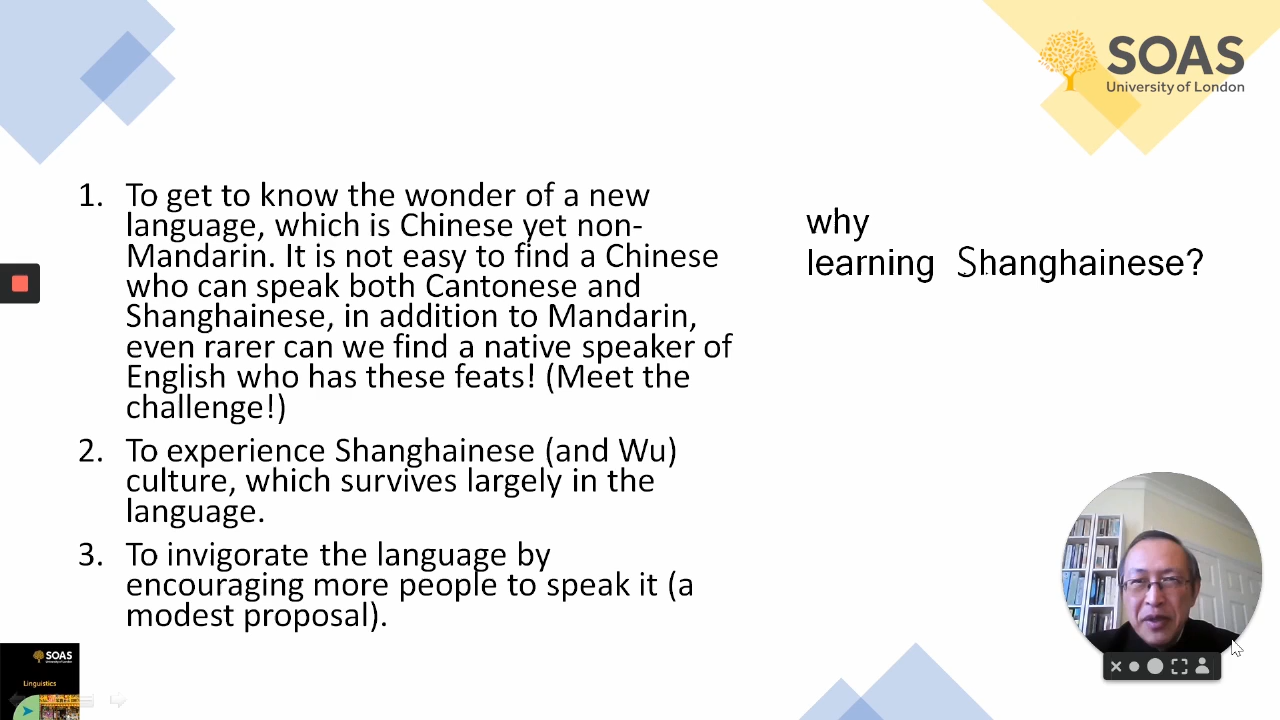 SOAS
University of London
1. To get to know the wonder of a new
language, which is Chinese yet non-
Mandarin. It is not easy to find a Chinese
who can speak both Cantonese and
Shanghainese, in addition to Mandarin,
even rarer can we find a native speaker of
English who has these feats! (Meet the
challenge!)
2. To experience Shanghainese (and Wu)
culture, which survives largely in the
language.
3. To invigorate the language by
encouraging more people to speak it (a
modest proposal).
why
learning Shanghainese?
SOAS
University of London
Linguistics